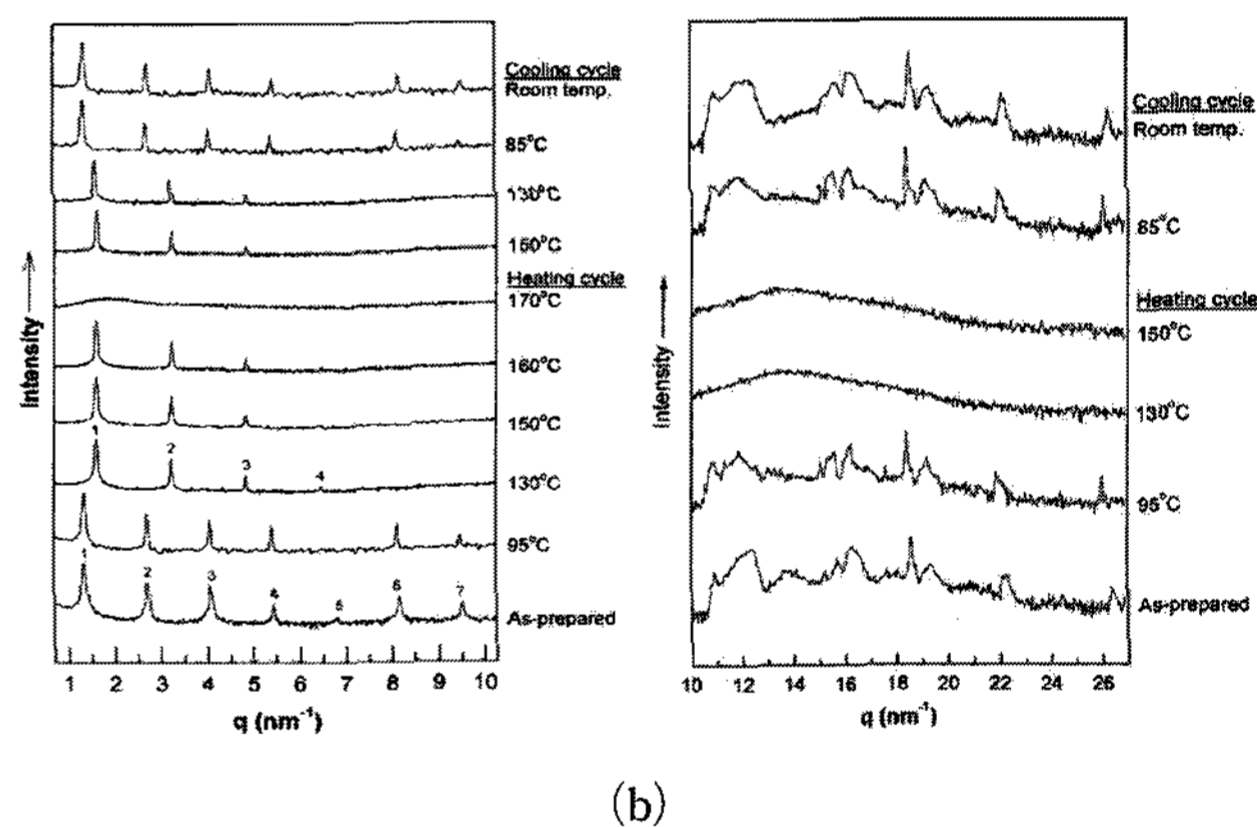 Cooling cycle
Room temp.
85°C
130°C
150°C
Heating cycle
170°C
160°C
150°C
1 2 3 4
130°C
95°C
1 2 3 4 5 6 7
As-prepared
Intensity
1 2 3 4 5 6 7 8 9 10
q (nm⁻¹)
Cooling cycle
Room temp.
85°C
Heating cycle
150°C
130°C
95°C
As-prepared
Intensity
10 12 14 16 18 20 22 24 26
q (nm⁻¹)
(b)